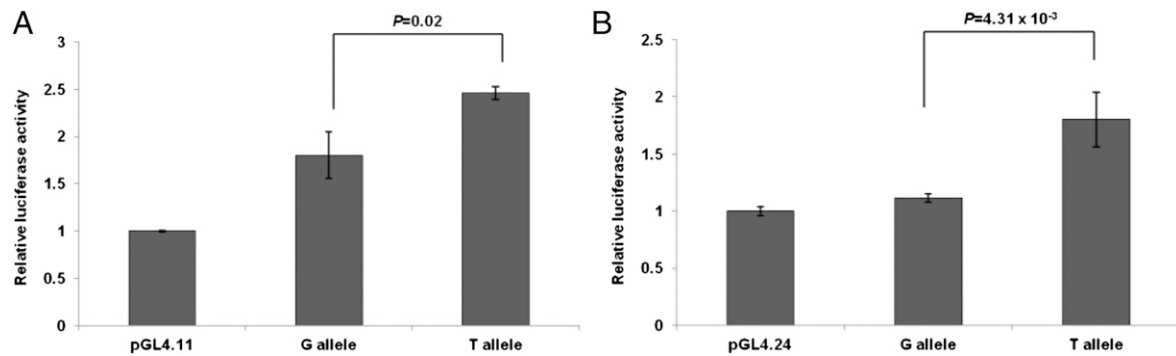 A
P=0.02
3
2.5
2
1.5
1
0.5
0
Relative luciferase activity
pGL4.11
G allele
T allele
B
P=4.31 x 10⁻³
2.5
2
1.5
1
0.5
0
Relative luciferase activity
pGL4.24
G allele
T allele